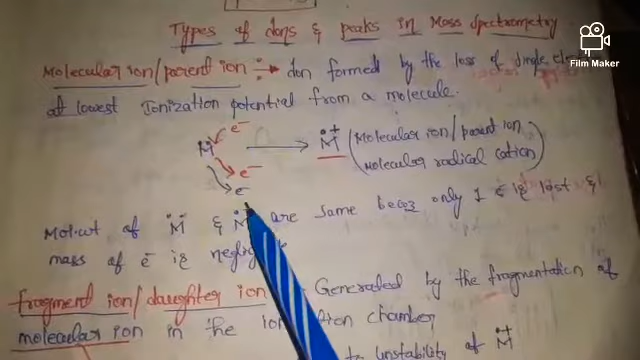 Types of Ions & peaks in Mass spectrometry
Film Maker
Molecular ion/parent ion :→ Ion formed by the loss of single
at lowest Ionization potential from a molecule.
e⁻
M → Ṁ⁺ (Molecular ion/parent ion
e⁻ molecular radical cation)
e⁻
Mol.wt of M̈ & Ṁ are same becoz only 1 e⁻ is lost &
mass of e⁻ is
fragment ion/daughter ion Generated by the fragmentation of
molecular ion in the chamber
to unstability of Ṁ⁺